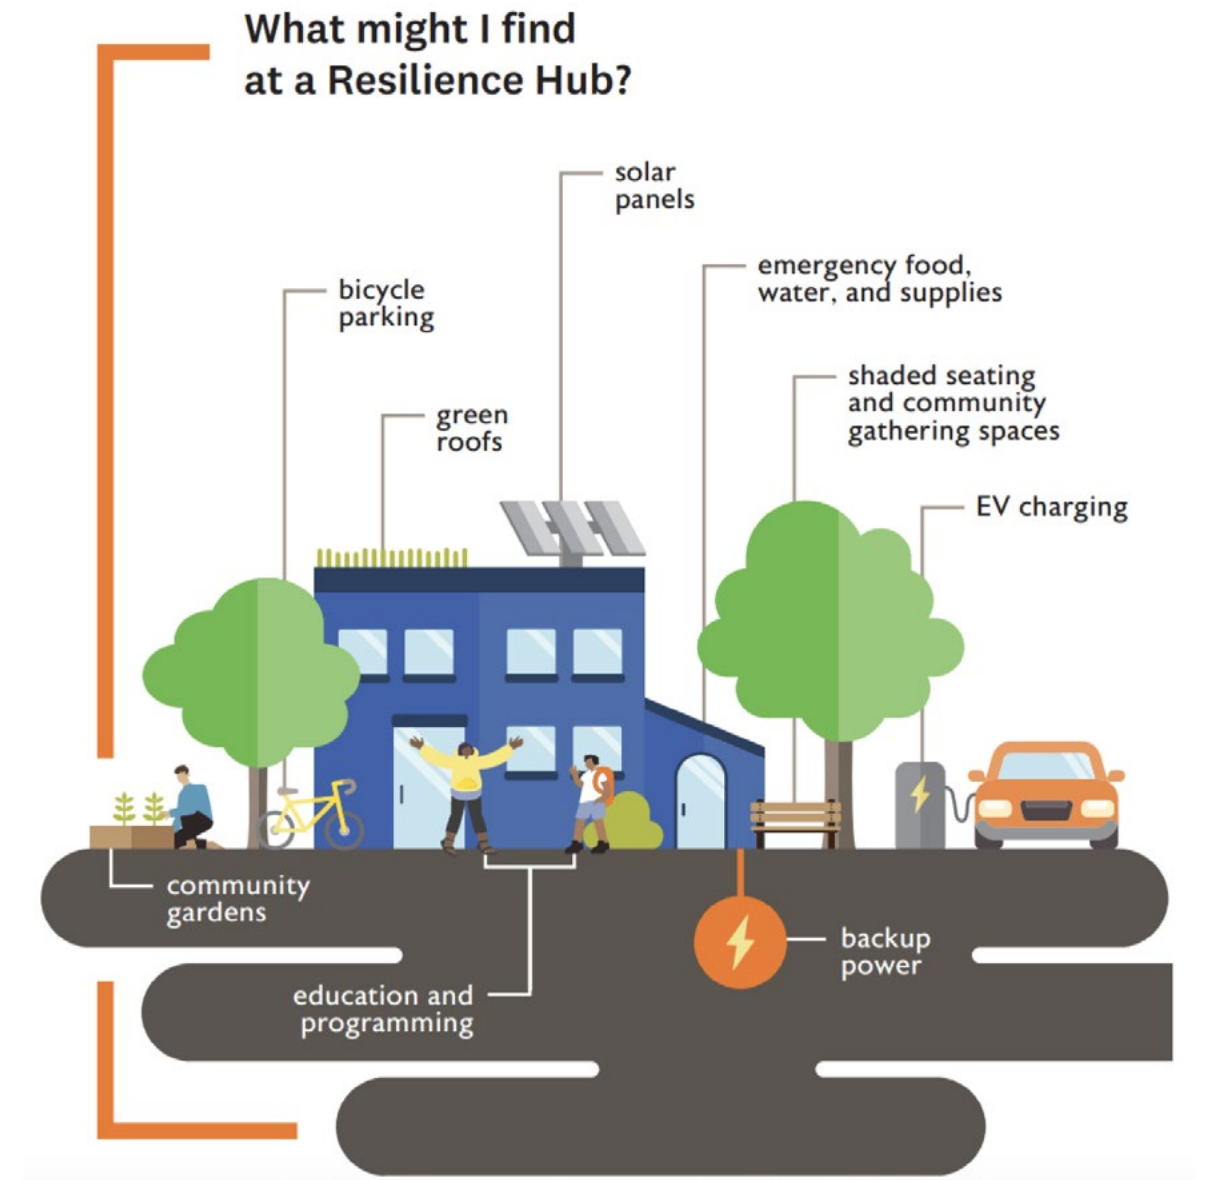 What might I find
at a Resilience Hub?
solar
panels
emergency food,
water, and supplies
bicycle
parking
shaded seating
and community
gathering spaces
green
roofs
EV charging
community
gardens
backup
power
education and
programming